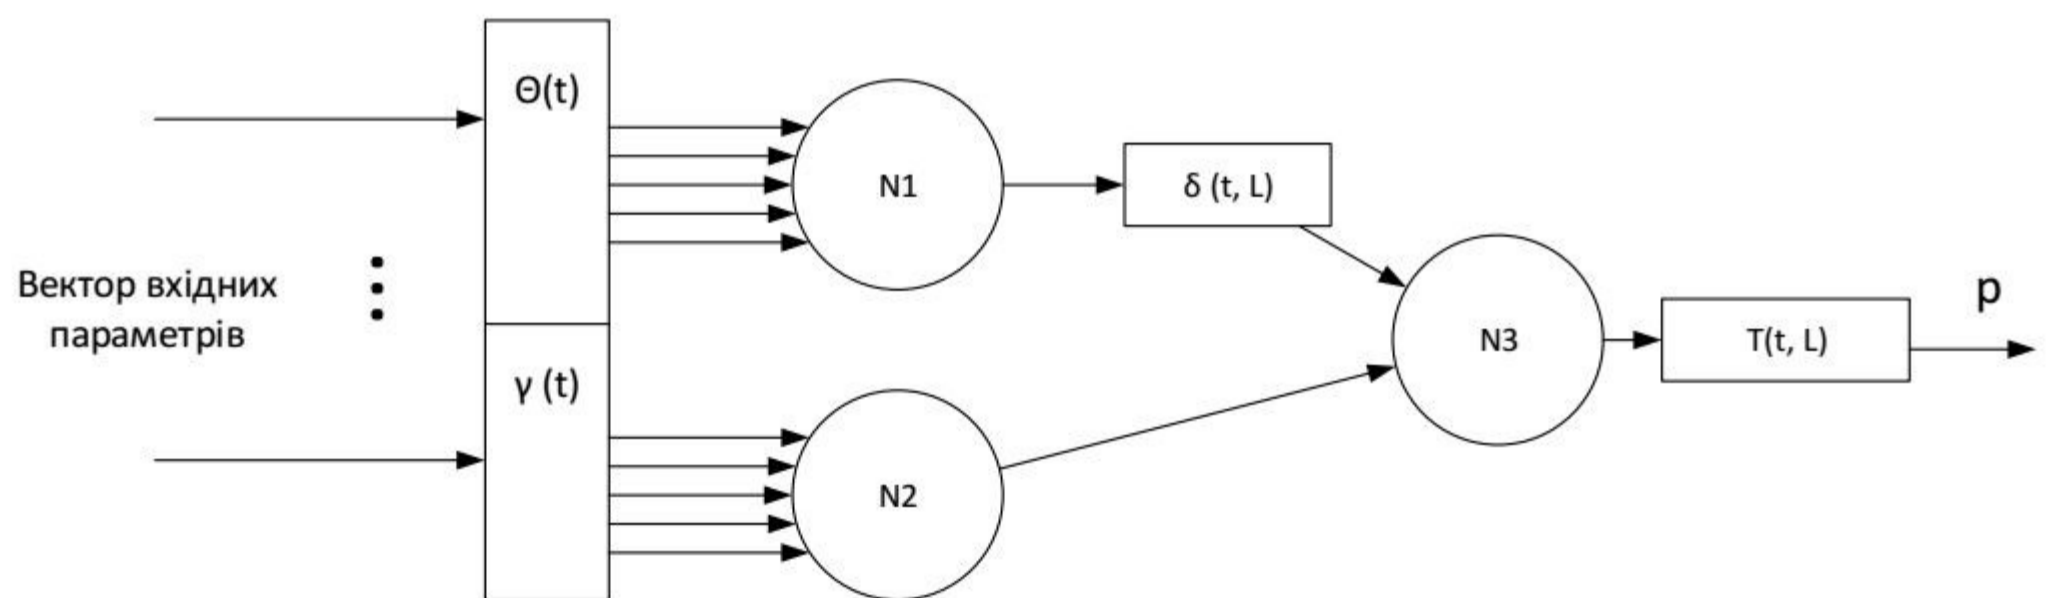 Θ(t)
N1
δ (t, L)
Вектор вхідних
параметрів
γ (t)
N2
N3
T(t, L)
p